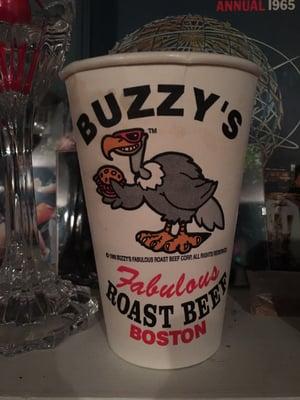 ANNUAL 1965
BUZZY'S
TM
© 1995 BUZZY'S FABULOUS ROAST BEEF CORP. ALL RIGHTS RESERVED
Fabulous
ROAST BEEF
BOSTON